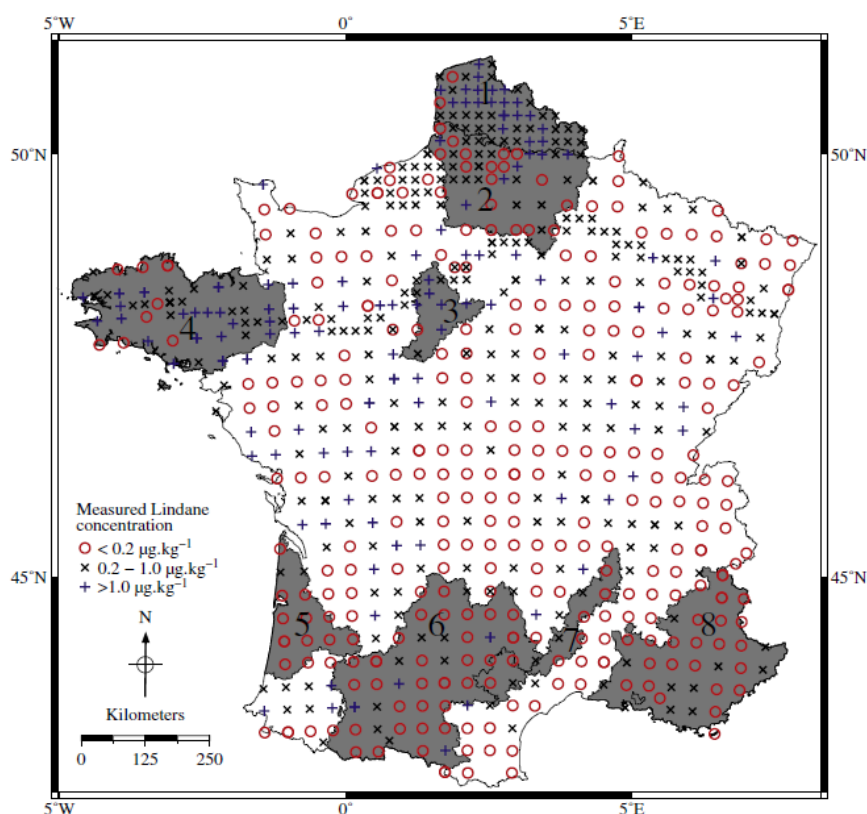 5°W 0° 5°E
50°N 50°N
1
2
3
4
Measured Lindane
concentration
< 0.2 µg.kg⁻¹
0.2 – 1.0 µg.kg⁻¹
>1.0 µg.kg⁻¹
45°N 45°N
N
5 6 7 8
Kilometers
0 125 250
5°W 0° 5°E